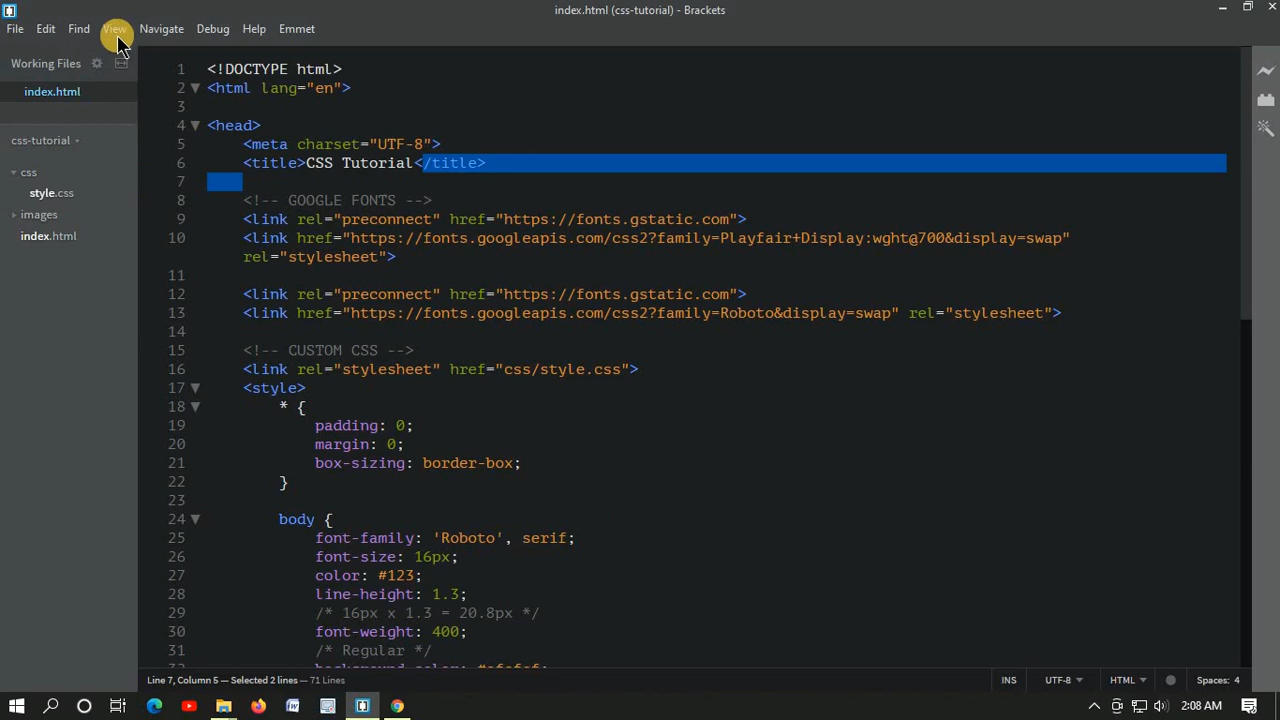 index.html (css-tutorial) - Brackets
File Edit Find View Navigate Debug Help Emmet
Working Files
index.html
css-tutorial
css
style.css
images
index.html
1 <!DOCTYPE html>
2 <html lang="en">
3
4 <head>
5 <meta charset="UTF-8">
6 <title>CSS Tutorial</title>
7
8 <!-- GOOGLE FONTS -->
9 <link rel="preconnect" href="https://fonts.gstatic.com">
10 <link href="https://fonts.googleapis.com/css2?family=Playfair+Display:wght@700&display=swap"
rel="stylesheet">
11
12 <link rel="preconnect" href="https://fonts.gstatic.com">
13 <link href="https://fonts.googleapis.com/css2?family=Roboto&display=swap" rel="stylesheet">
14
15 <!-- CUSTOM CSS -->
16 <link rel="stylesheet" href="css/style.css">
17 <style>
18 * {
19 padding: 0;
20 margin: 0;
21 box-sizing: border-box;
22 }
23
24 body {
25 font-family: 'Roboto', serif;
26 font-size: 16px;
27 color: #123;
28 line-height: 1.3;
29 /* 16px x 1.3 = 20.8px */
30 font-weight: 400;
31 /* Regular */
Line 7, Column 5 — Selected 2 lines — 71 Lines
INS UTF-8 HTML Spaces: 4
2:08 AM